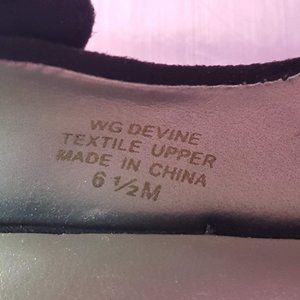 WG DEVINE
TEXTILE UPPER
MADE IN CHINA
6 1/2M